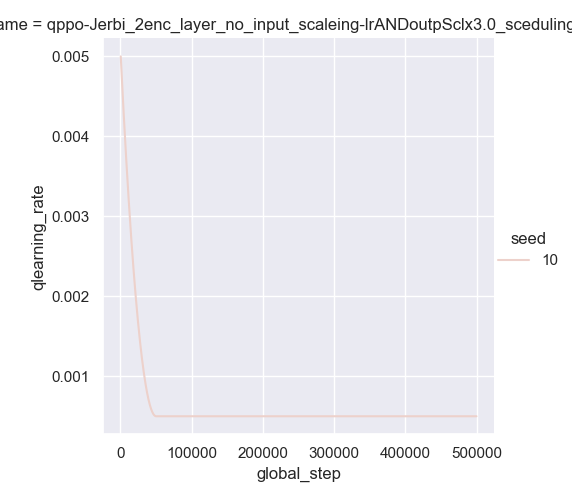 ame = qppo-Jerbi_2enc_layer_no_input_scaleing-lrANDoutpSclx3.0_sceduling
0.005
0.004
0.003
0.002
0.001
qlearning_rate
0 100000 200000 300000 400000 500000
global_step
seed
10